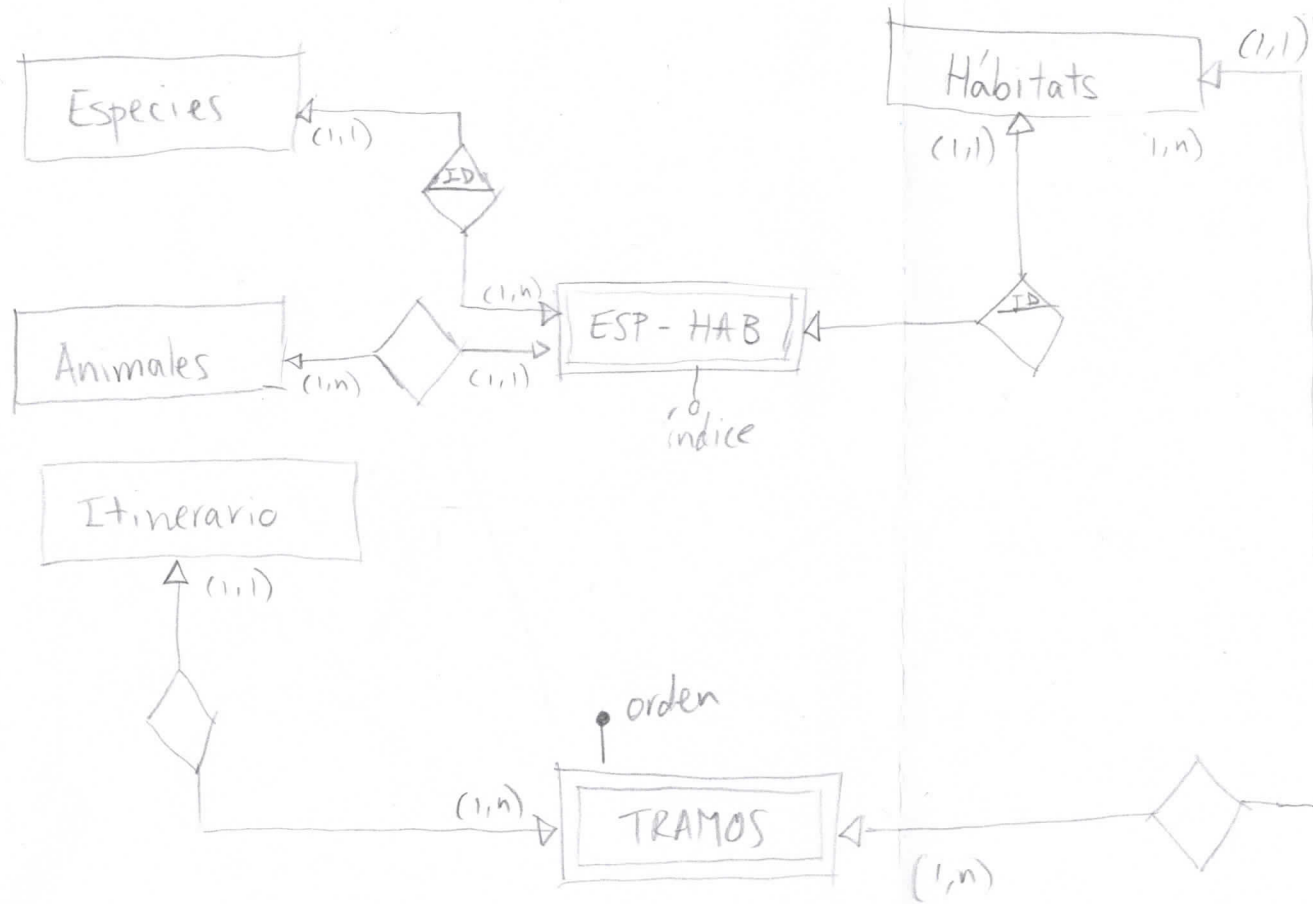 (1,1)
Hábitats
Especies
(1,1)
(1,1)
1,n)
ID
(1,n)
ESP-HAB
ID
Animales
(1,n)
(1,1)
índice
Itinerario
(1,1)
orden
(1,n)
TRAMOS
(1,n)